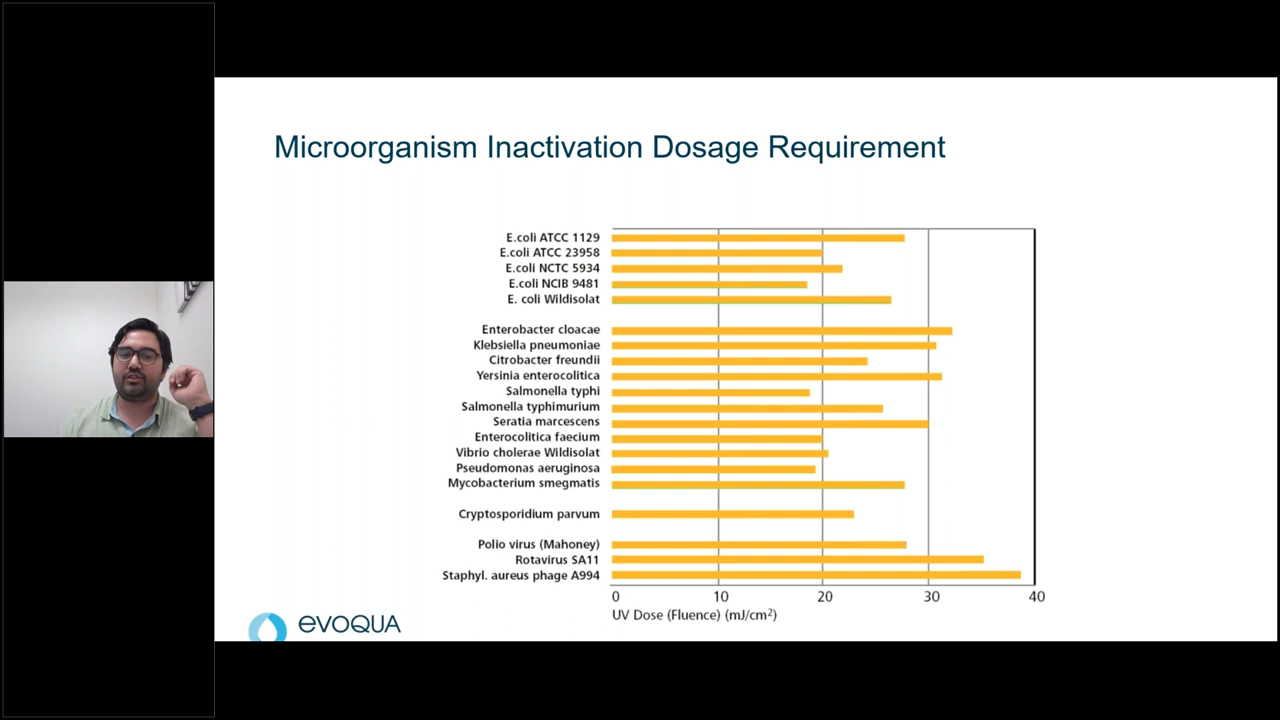 Microorganism Inactivation Dosage Requirement
E.coli ATCC 1129
E.coli ATCC 23958
E.coli NCTC 5934
E.coli NCIB 9481
E. coli Wildisolat
Enterobacter cloacae
Klebsiella pneumoniae
Citrobacter freundii
Yersinia enterocolitica
Salmonella typhi
Salmonella typhimurium
Seratia marcescens
Enterocolitica faecium
Vibrio cholerae Wildisolat
Pseudomonas aeruginosa
Mycobacterium smegmatis
Cryptosporidium parvum
Polio virus (Mahoney)
Rotavirus SA11
Staphyl. aureus phage A994
0 10 20 30 40
UV Dose (Fluence) (mJ/cm²)
evoqua